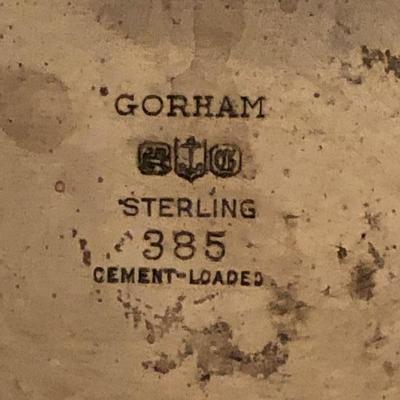 GORHAM
STERLING
385
CEMENT-LOADED